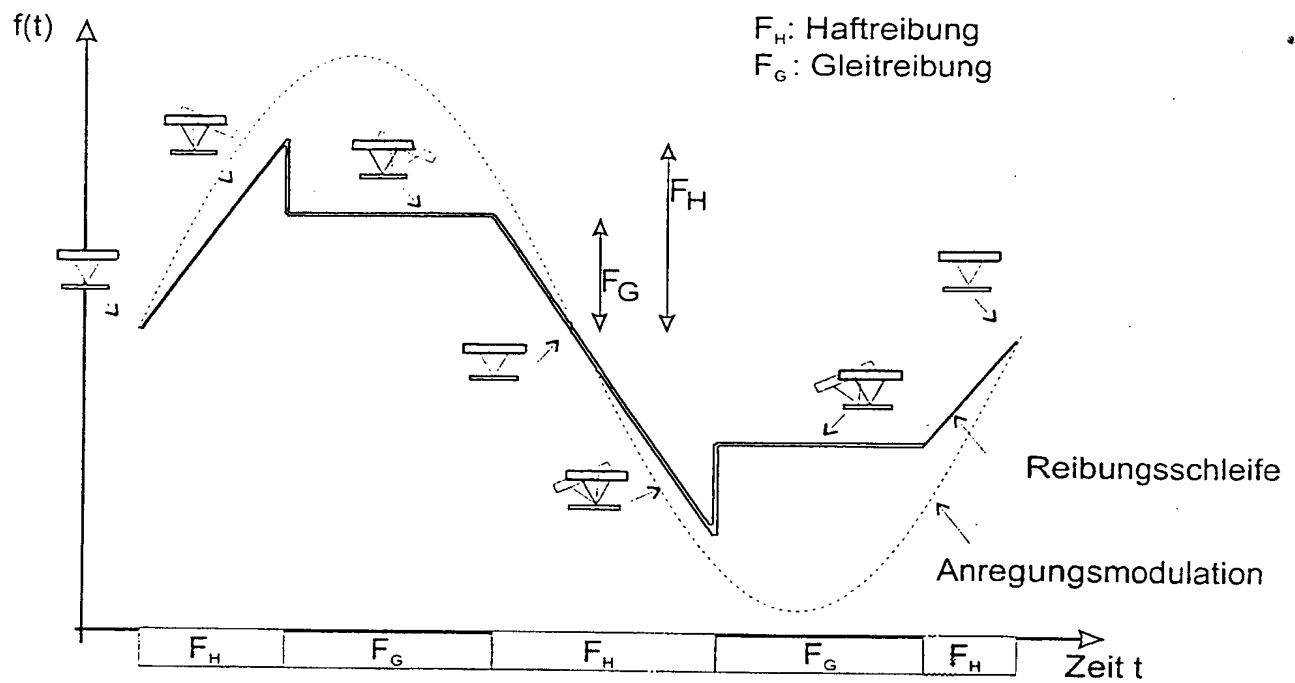 f(t)
F_H: Haftreibung
F_G: Gleitreibung
F_H
F_G
Reibungsschleife
Anregungsmodulation
F_H
F_G
F_H
F_G
F_H
Zeit t